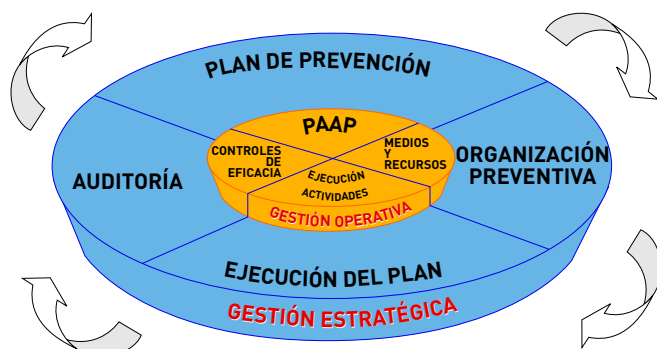 PLAN DE PREVENCIÓN
PAAP
CONTROLES
DE
EFICACIA
MEDIOS
Y
RECURSOS
EJECUCIÓN
ACTIVIDADES
GESTIÓN OPERATIVA
AUDITORÍA
ORGANIZACIÓN
PREVENTIVA
EJECUCIÓN DEL PLAN
GESTIÓN ESTRATÉGICA